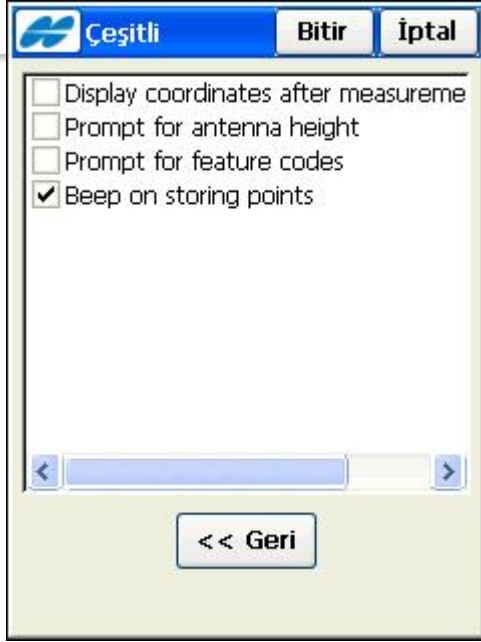 Çeşitli
Bitir
İptal
Display coordinates after measureme
Prompt for antenna height
Prompt for feature codes
Beep on storing points
<< Geri